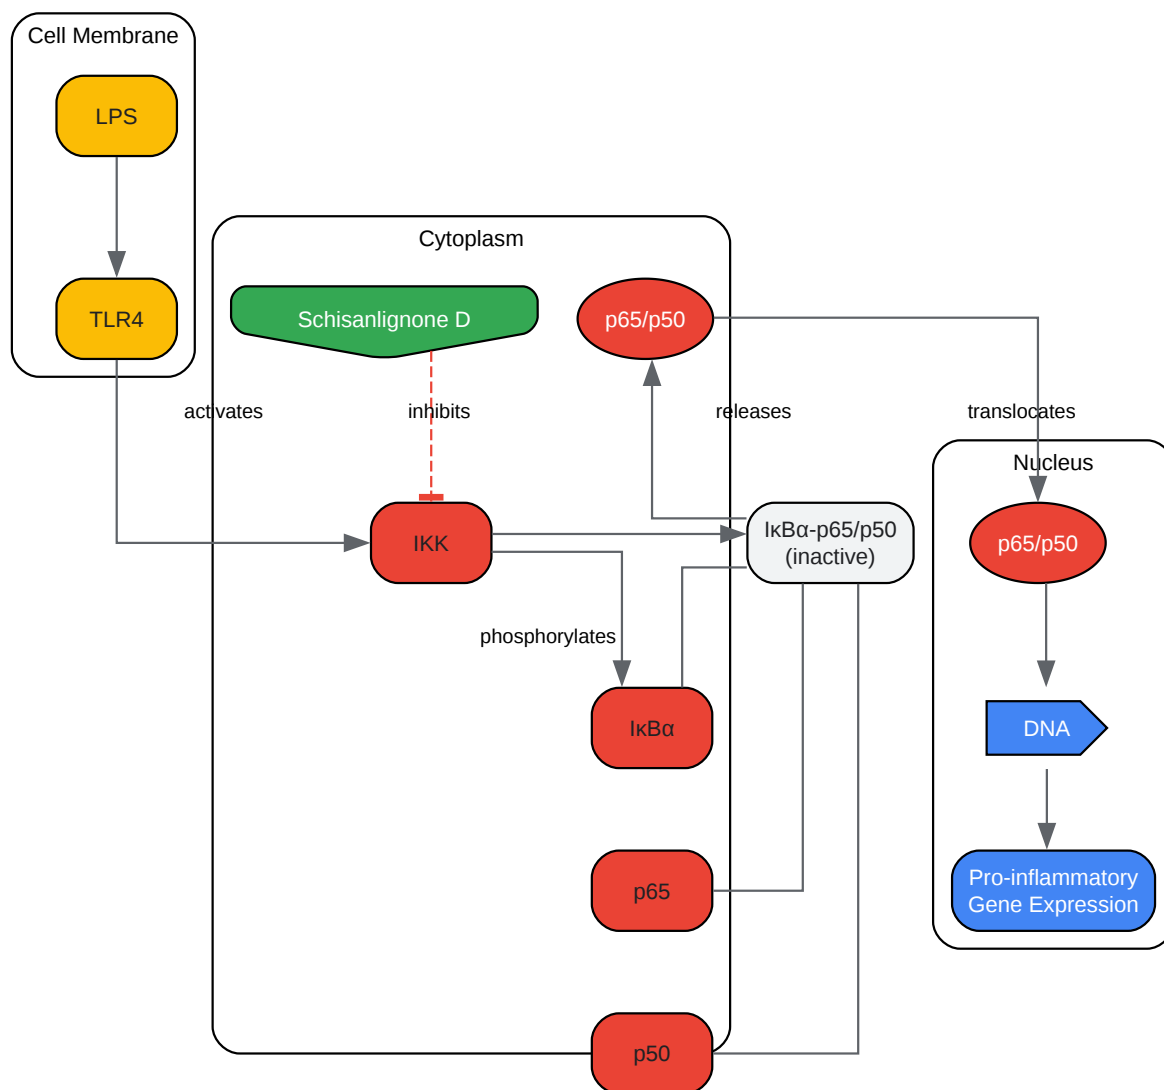 Cell Membrane
LPS
TLR4
Cytoplasm
Schisanlignone D
p65/p50
activates
inhibits
releases
translocates
Nucleus
IKK
IκBα-p65/p50
(inactive)
p65/p50
phosphorylates
IκBα
DNA
p65
Pro-inflammatory
Gene Expression
p50